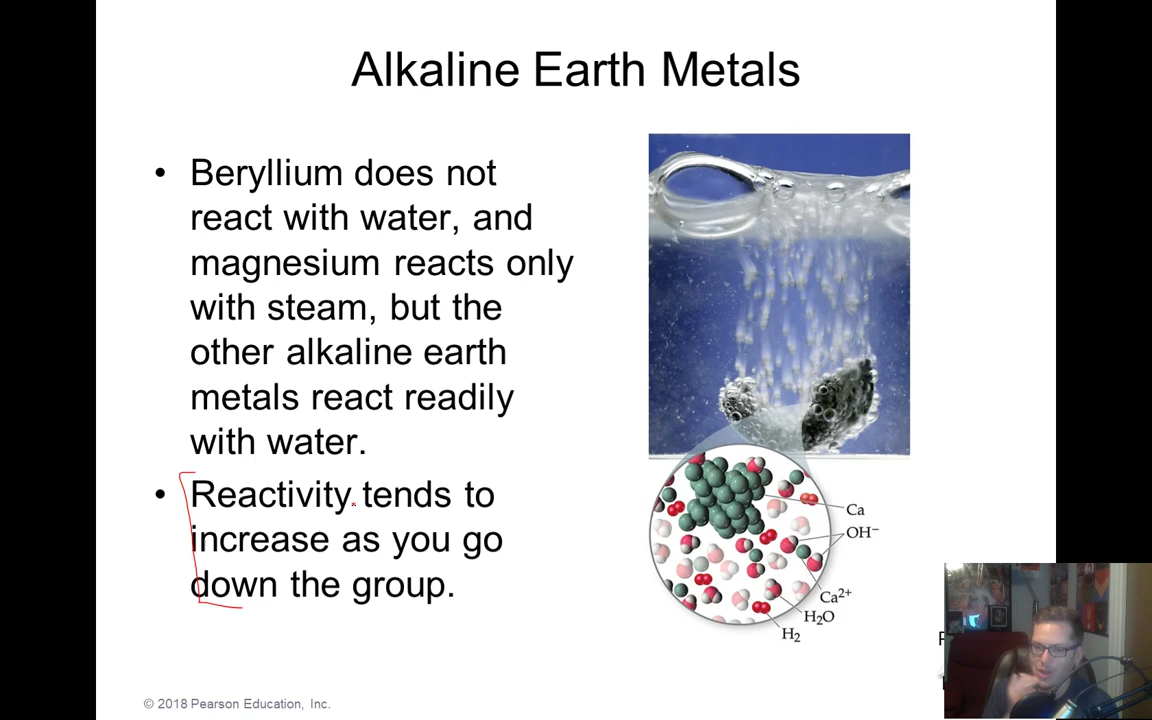 Alkaline Earth Metals
• Beryllium does not
react with water, and
magnesium reacts only
with steam, but the
other alkaline earth
metals react readily
with water.
• Reactivity tends to
increase as you go
down the group.
Ca
OH⁻
Ca²⁺
H₂O
H₂
© 2018 Pearson Education, Inc.